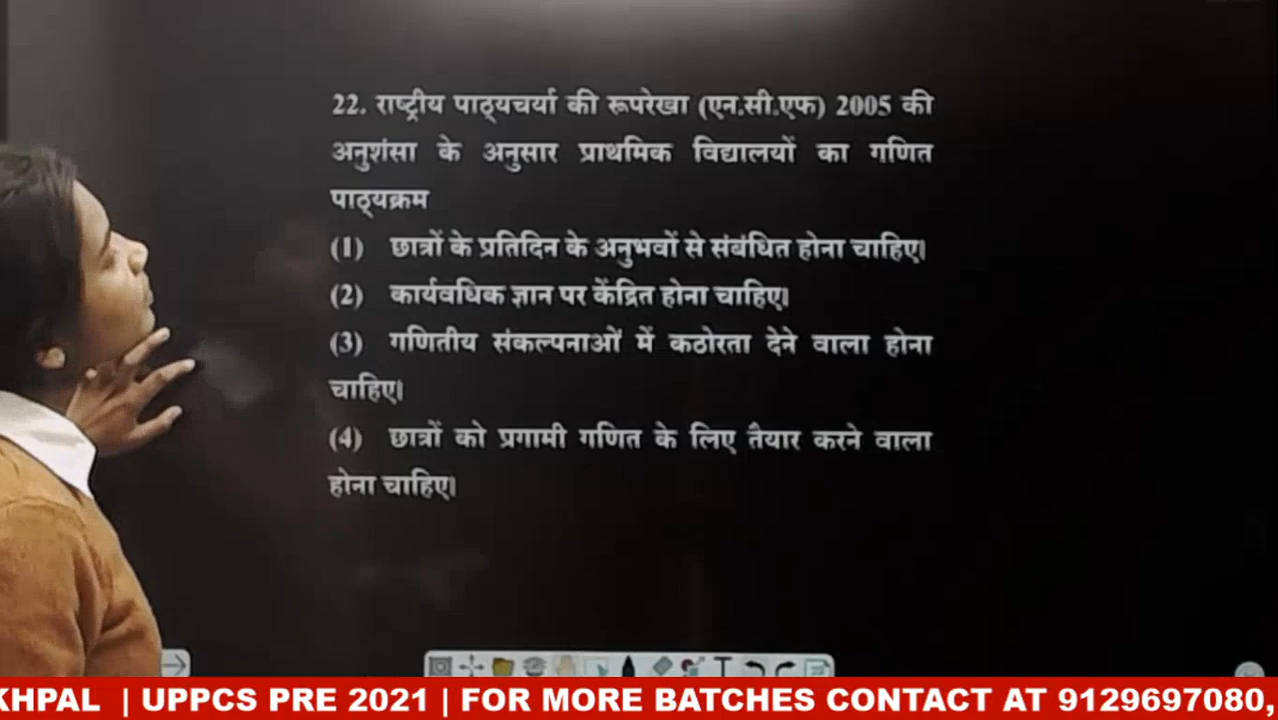 22. राष्ट्रीय पाठ्यचर्या की रूपरेखा (एन.सी.एफ) 2005 की
अनुशंसा के अनुसार प्राथमिक विद्यालयों का गणित
पाठ्यक्रम
(1) छात्रों के प्रतिदिन के अनुभवों से संबंधित होना चाहिए।
(2) कार्यवधिक ज्ञान पर केंद्रित होना चाहिए।
(3) गणितीय संकल्पनाओं में कठोरता देने वाला होना
चाहिए।
(4) छात्रों को प्रगामी गणित के लिए तैयार करने वाला
होना चाहिए।
KHPAL | UPPCS PRE 2021 | FOR MORE BATCHES CONTACT AT 9129697080,